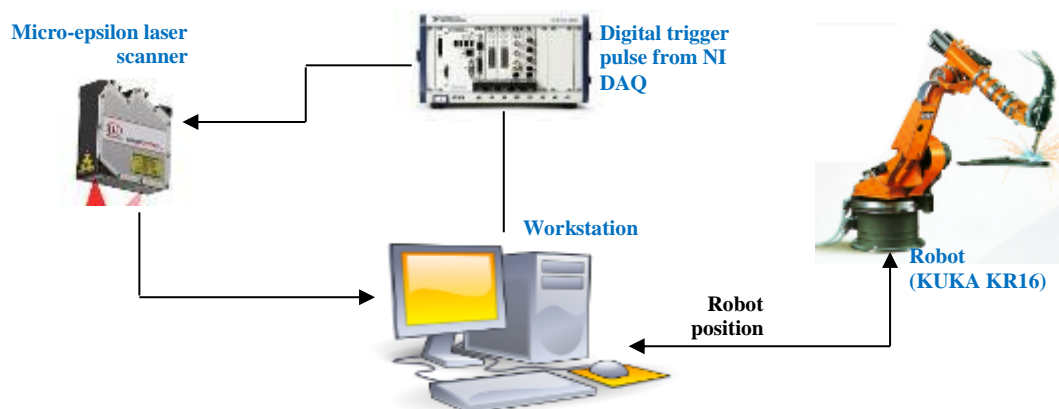 Micro-epsilon laser
scanner
Digital trigger
pulse from NI
DAQ
Workstation
Robot
(KUKA KR16)
Robot
position